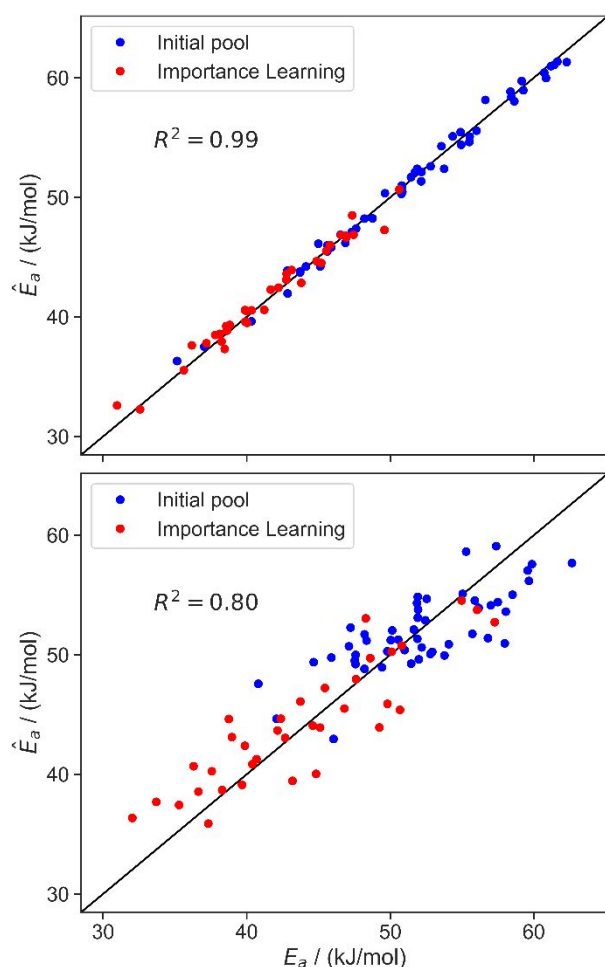 Initial pool
Importance Learning
R² = 0.99
60
50
40
30
Êₐ / (kJ/mol)
Initial pool
Importance Learning
R² = 0.80
60
50
40
30
Êₐ / (kJ/mol)
30 40 50 60
Eₐ / (kJ/mol)